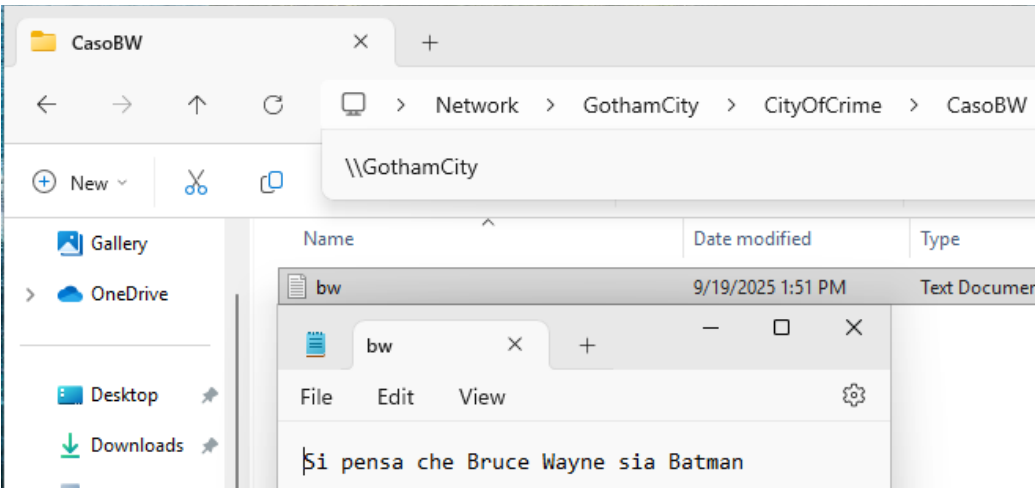 CasoBW
Network > GothamCity > CityOfCrime > CasoBW
\\GothamCity
New
Gallery
OneDrive
Desktop
Downloads
Name Date modified Type
bw 9/19/2025 1:51 PM Text Documen
bw
File Edit View
Si pensa che Bruce Wayne sia Batman